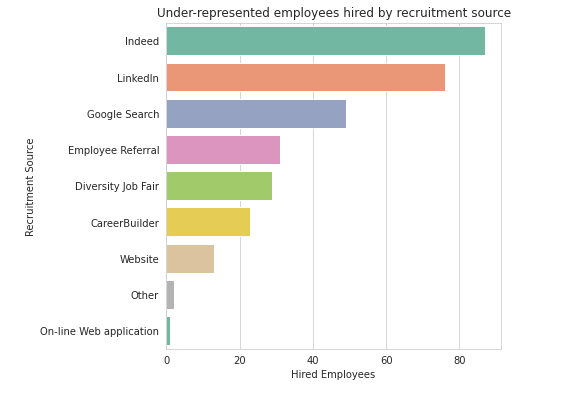 Under-represented employees hired by recruitment source
Recruitment Source
Indeed
LinkedIn
Google Search
Employee Referral
Diversity Job Fair
CareerBuilder
Website
Other
On-line Web application
0 20 40 60 80
Hired Employees